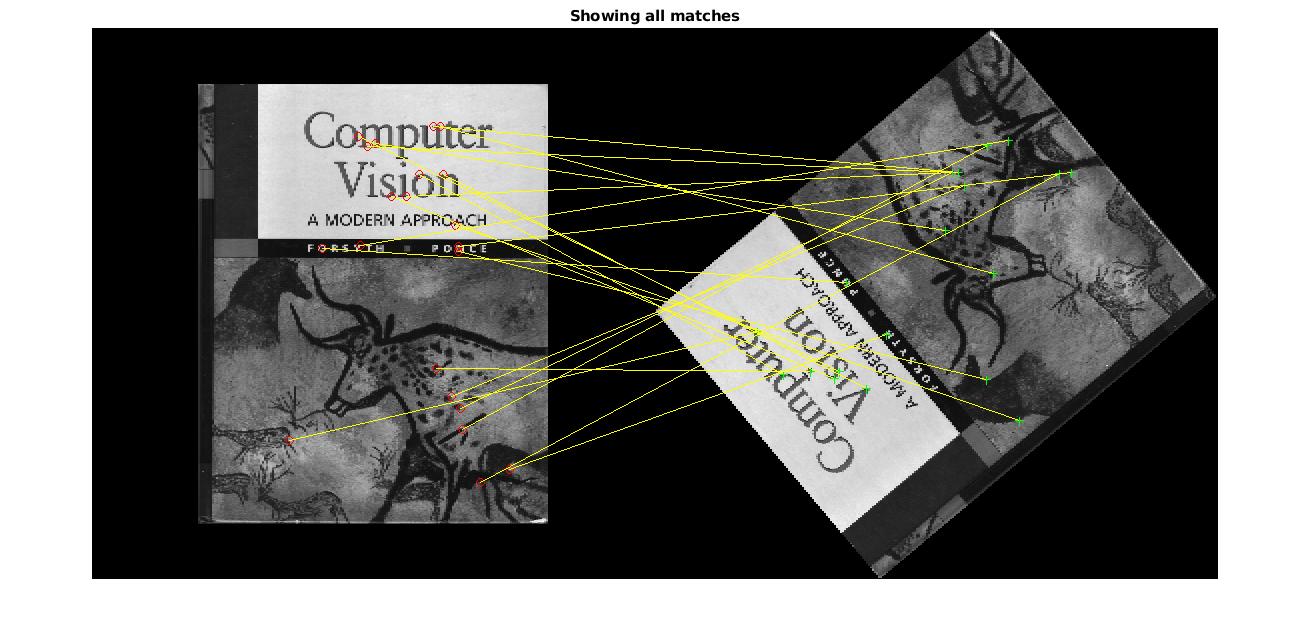 Showing all matches
Computer
Vision
A MODERN APPROACH
FORSYTH ■ PONCE
Computer
Vision
A MODERN APPROACH
FORSYTH ■ PONCE